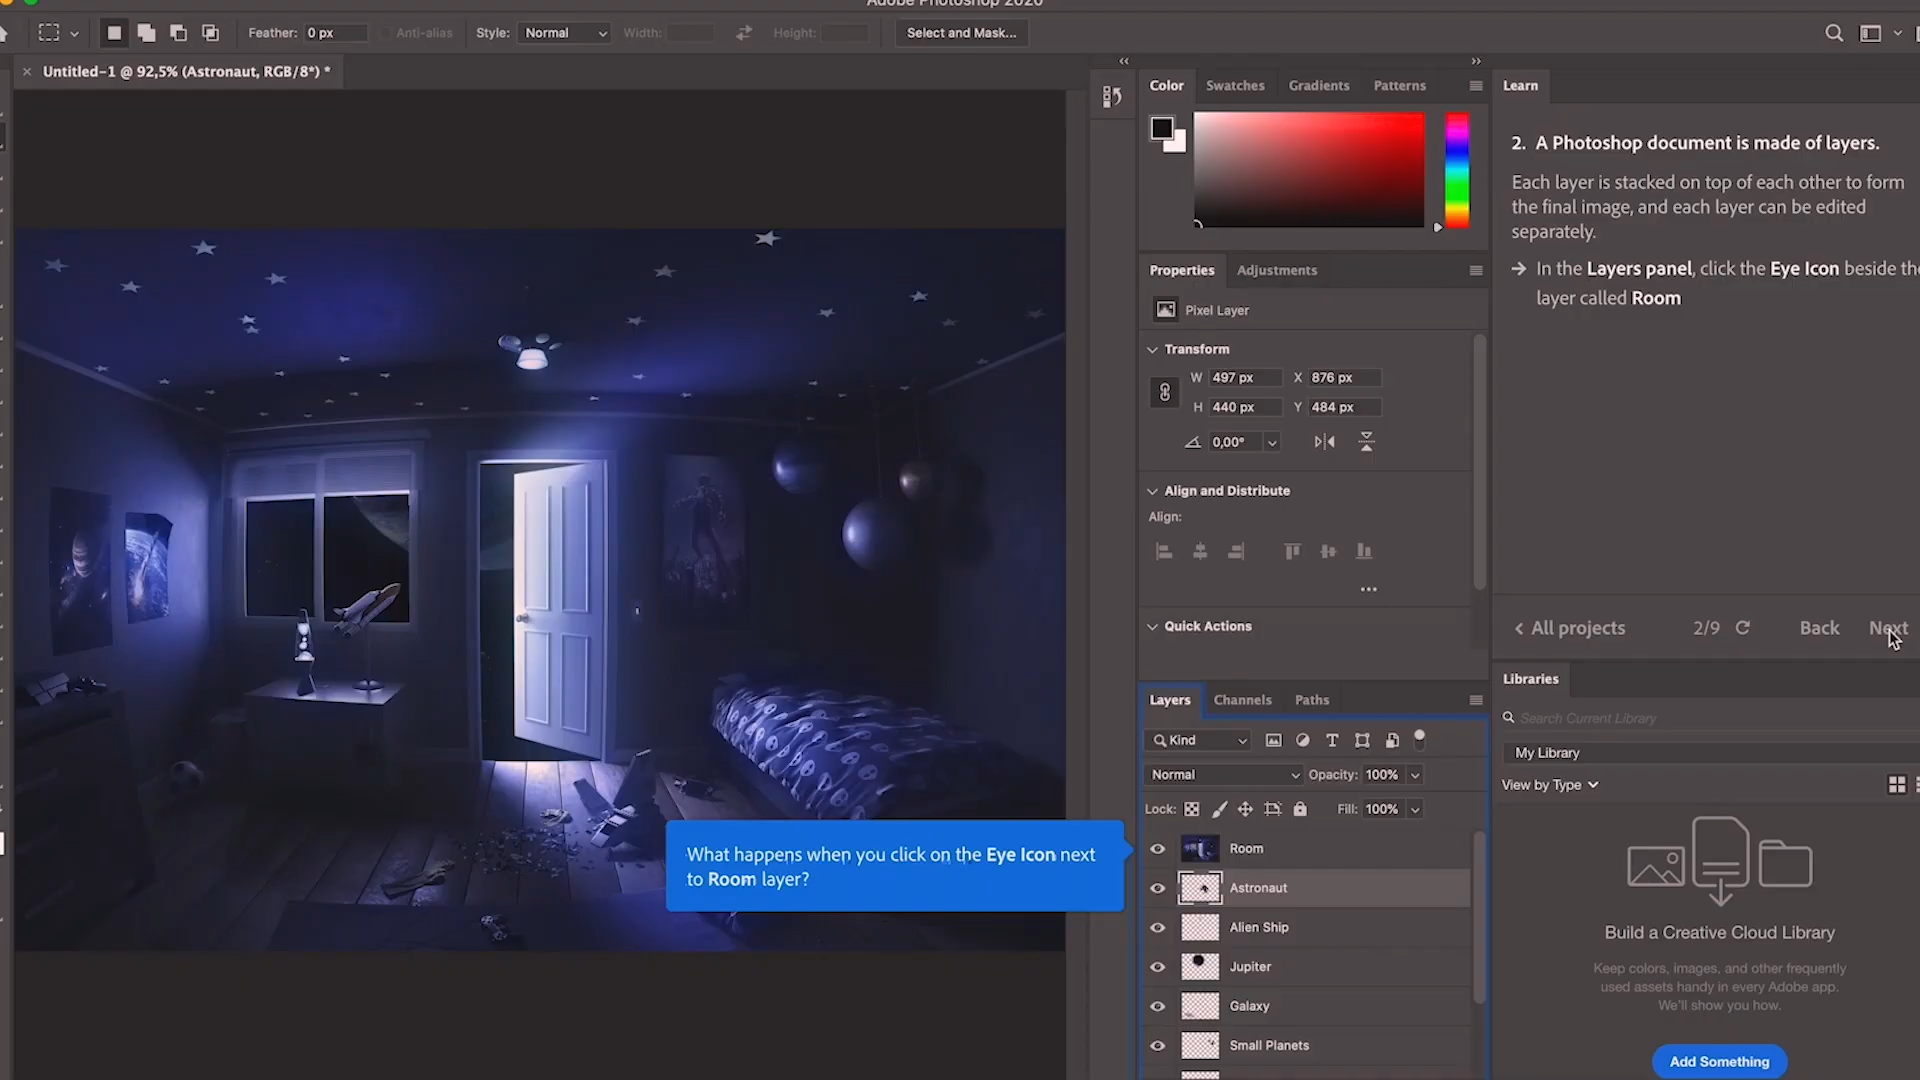 Adobe Photoshop 2020
Feather: 0 px
Anti-alias
Style: Normal
Width:
Height:
Select and Mask...
× Untitled-1 @ 92,5% (Astronaut, RGB/8*) *
Color
Swatches
Gradients
Patterns
Properties
Adjustments
Pixel Layer
Transform
W 497 px X 876 px
H 440 px Y 484 px
0,00°
Align and Distribute
Align:
Quick Actions
Layers
Channels
Paths
Kind
Normal
Opacity: 100%
Lock:
Fill: 100%
Room
Astronaut
Alien Ship
Jupiter
Galaxy
Small Planets
What happens when you click on the Eye Icon next
to Room layer?
Learn
2. A Photoshop document is made of layers.
Each layer is stacked on top of each other to form
the final image, and each layer can be edited
separately.
→ In the Layers panel, click the Eye Icon beside the
layer called Room
All projects
2/9
Back
Next
Libraries
Search Current Library
My Library
View by Type
Build a Creative Cloud Library
Keep colors, images, and other frequently
used assets handy in every Adobe app.
We'll show you how.
Add Something